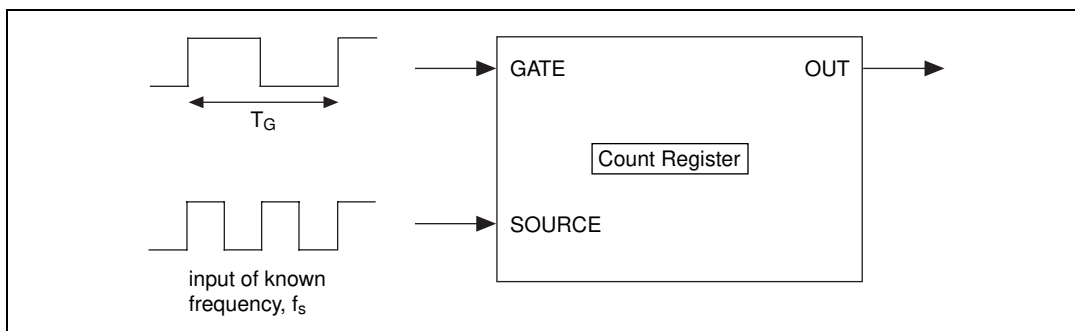 GATE
OUT
T_G
Count Register
SOURCE
input of known
frequency, f_s